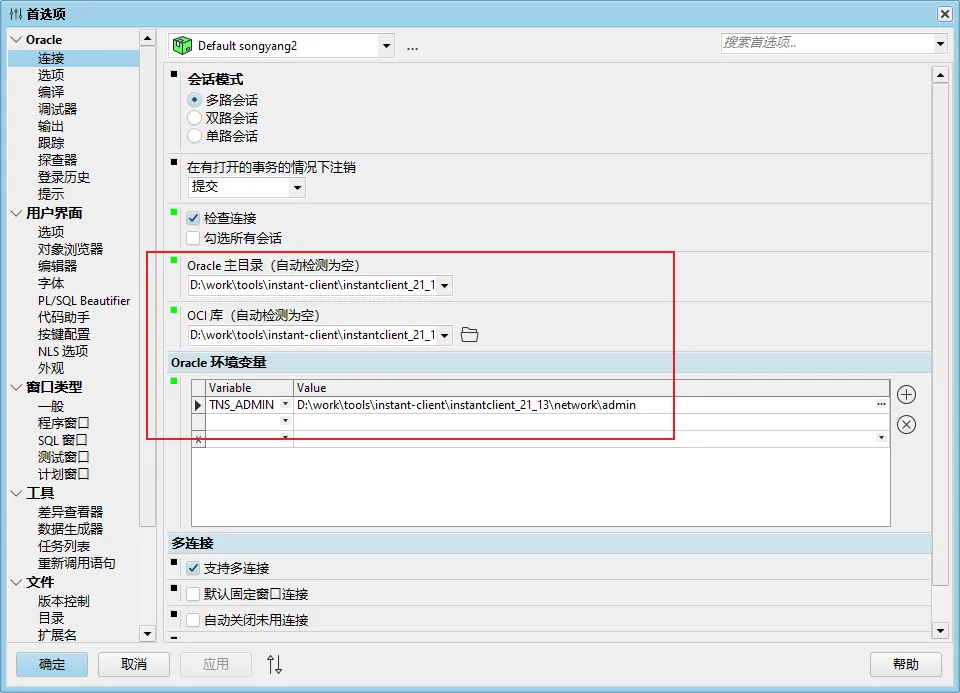 首选项
Oracle
连接
选项
编译
调试器
输出
跟踪
探查器
登录历史
提示
用户界面
选项
对象浏览器
编辑器
字体
PL/SQL Beautifier
代码助手
按键配置
NLS 选项
外观
窗口类型
一般
程序窗口
SQL 窗口
测试窗口
计划窗口
工具
差异查看器
数据生成器
任务列表
重新调用语句
文件
版本控制
目录
扩展名
Default songyang2
...
搜索首选项...
会话模式
多路会话
双路会话
单路会话
在有打开的事务的情况下注销
提交
检查连接
勾选所有会话
Oracle 主目录（自动检测为空）
D:\work\tools\instant-client\instantclient_21_1
OCI 库（自动检测为空）
D:\work\tools\instant-client\instantclient_21_1
Oracle 环境变量
Variable Value
TNS_ADMIN D:\work\tools\instant-client\instantclient_21_13\network\admin
多连接
支持多连接
默认固定窗口连接
自动关闭未用连接
确定 取消 应用 帮助